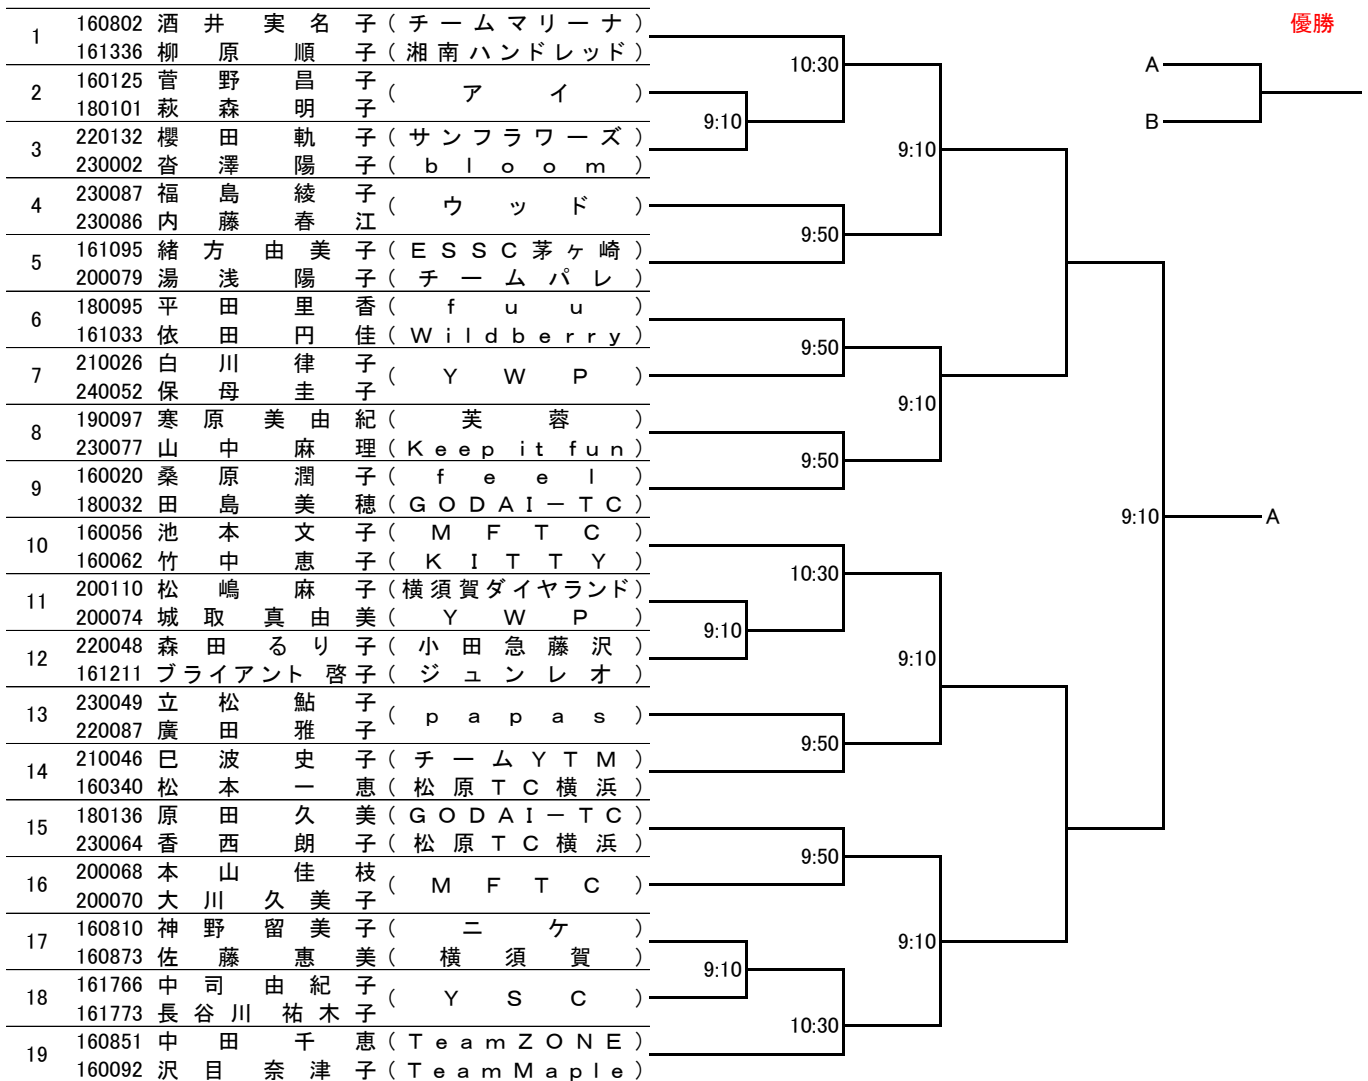 優勝
1 160802 酒井 実名子 (チームマリーナ)
161336 柳原 順子 (湘南ハンドレッド)
2 160125 菅野 昌子 (アイ)
180101 萩森 明子
3 220132 櫻田 軌子 (サンフラワーズ)
230002 沓澤 陽子 (bloom)
4 230087 福島 綾子 (ウッド)
230086 内藤 春江
5 161095 緒方 由美子 (ESSC茅ヶ崎)
200079 湯浅 陽子 (チームパレ)
6 180095 平田 里香 (fuu)
161033 依田 円佳 (Wildberry)
7 210026 白川 律子 (YWP)
240052 保母 圭子
8 190097 寒原 美由紀 (芙蓉)
230077 山中 麻理 (Keep it fun)
9 160020 桑原 潤子 (feel)
180032 田島 美穂 (GODAI-TC)
10 160056 池本 文子 (MFTC)
160062 竹中 恵子 (KITTY)
11 200110 松嶋 麻子 (横須賀ダイヤランド)
200074 城取 真由美 (YWP)
12 220048 森田 るり子 (小田急藤沢)
161211 ブライアント 啓子 (ジュンレオ)
13 230049 立松 鮎子 (papas)
220087 廣田 雅子
14 210046 巳波 史子 (チームYTM)
160340 松本 一恵 (松原TC横浜)
15 180136 原田 久美 (GODAI-TC)
230064 香西 朗子 (松原TC横浜)
16 200068 本山 佳枝 (MFTC)
200070 大川 久美子
17 160810 神野 留美子 (ニケ)
160873 佐藤 惠美 (横須賀)
18 161766 中司 由紀子 (YSC)
161773 長谷川 祐木子
19 160851 中田 千恵 (TeamZONE)
160092 沢目 奈津子 (TeamMaple)
9:10
9:10
9:10
10:30
9:50
9:50
9:50
10:30
9:50
9:50
10:30
9:10
9:10
9:10
9:10
9:10
A
A
B